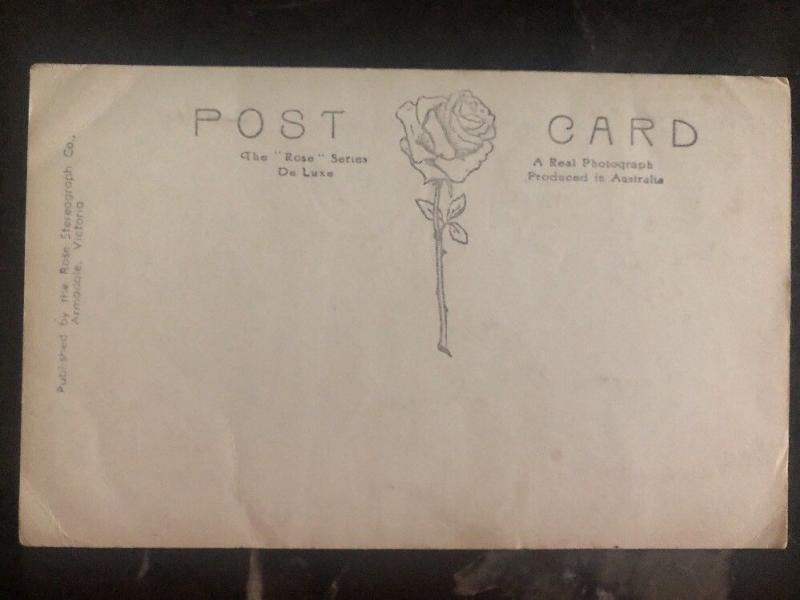 POST CARD
The "Rose" Series
De Luxe
A Real Photograph
Produced in Australia
Published by the Rose Stereograph Co.,
Armadale, Victoria